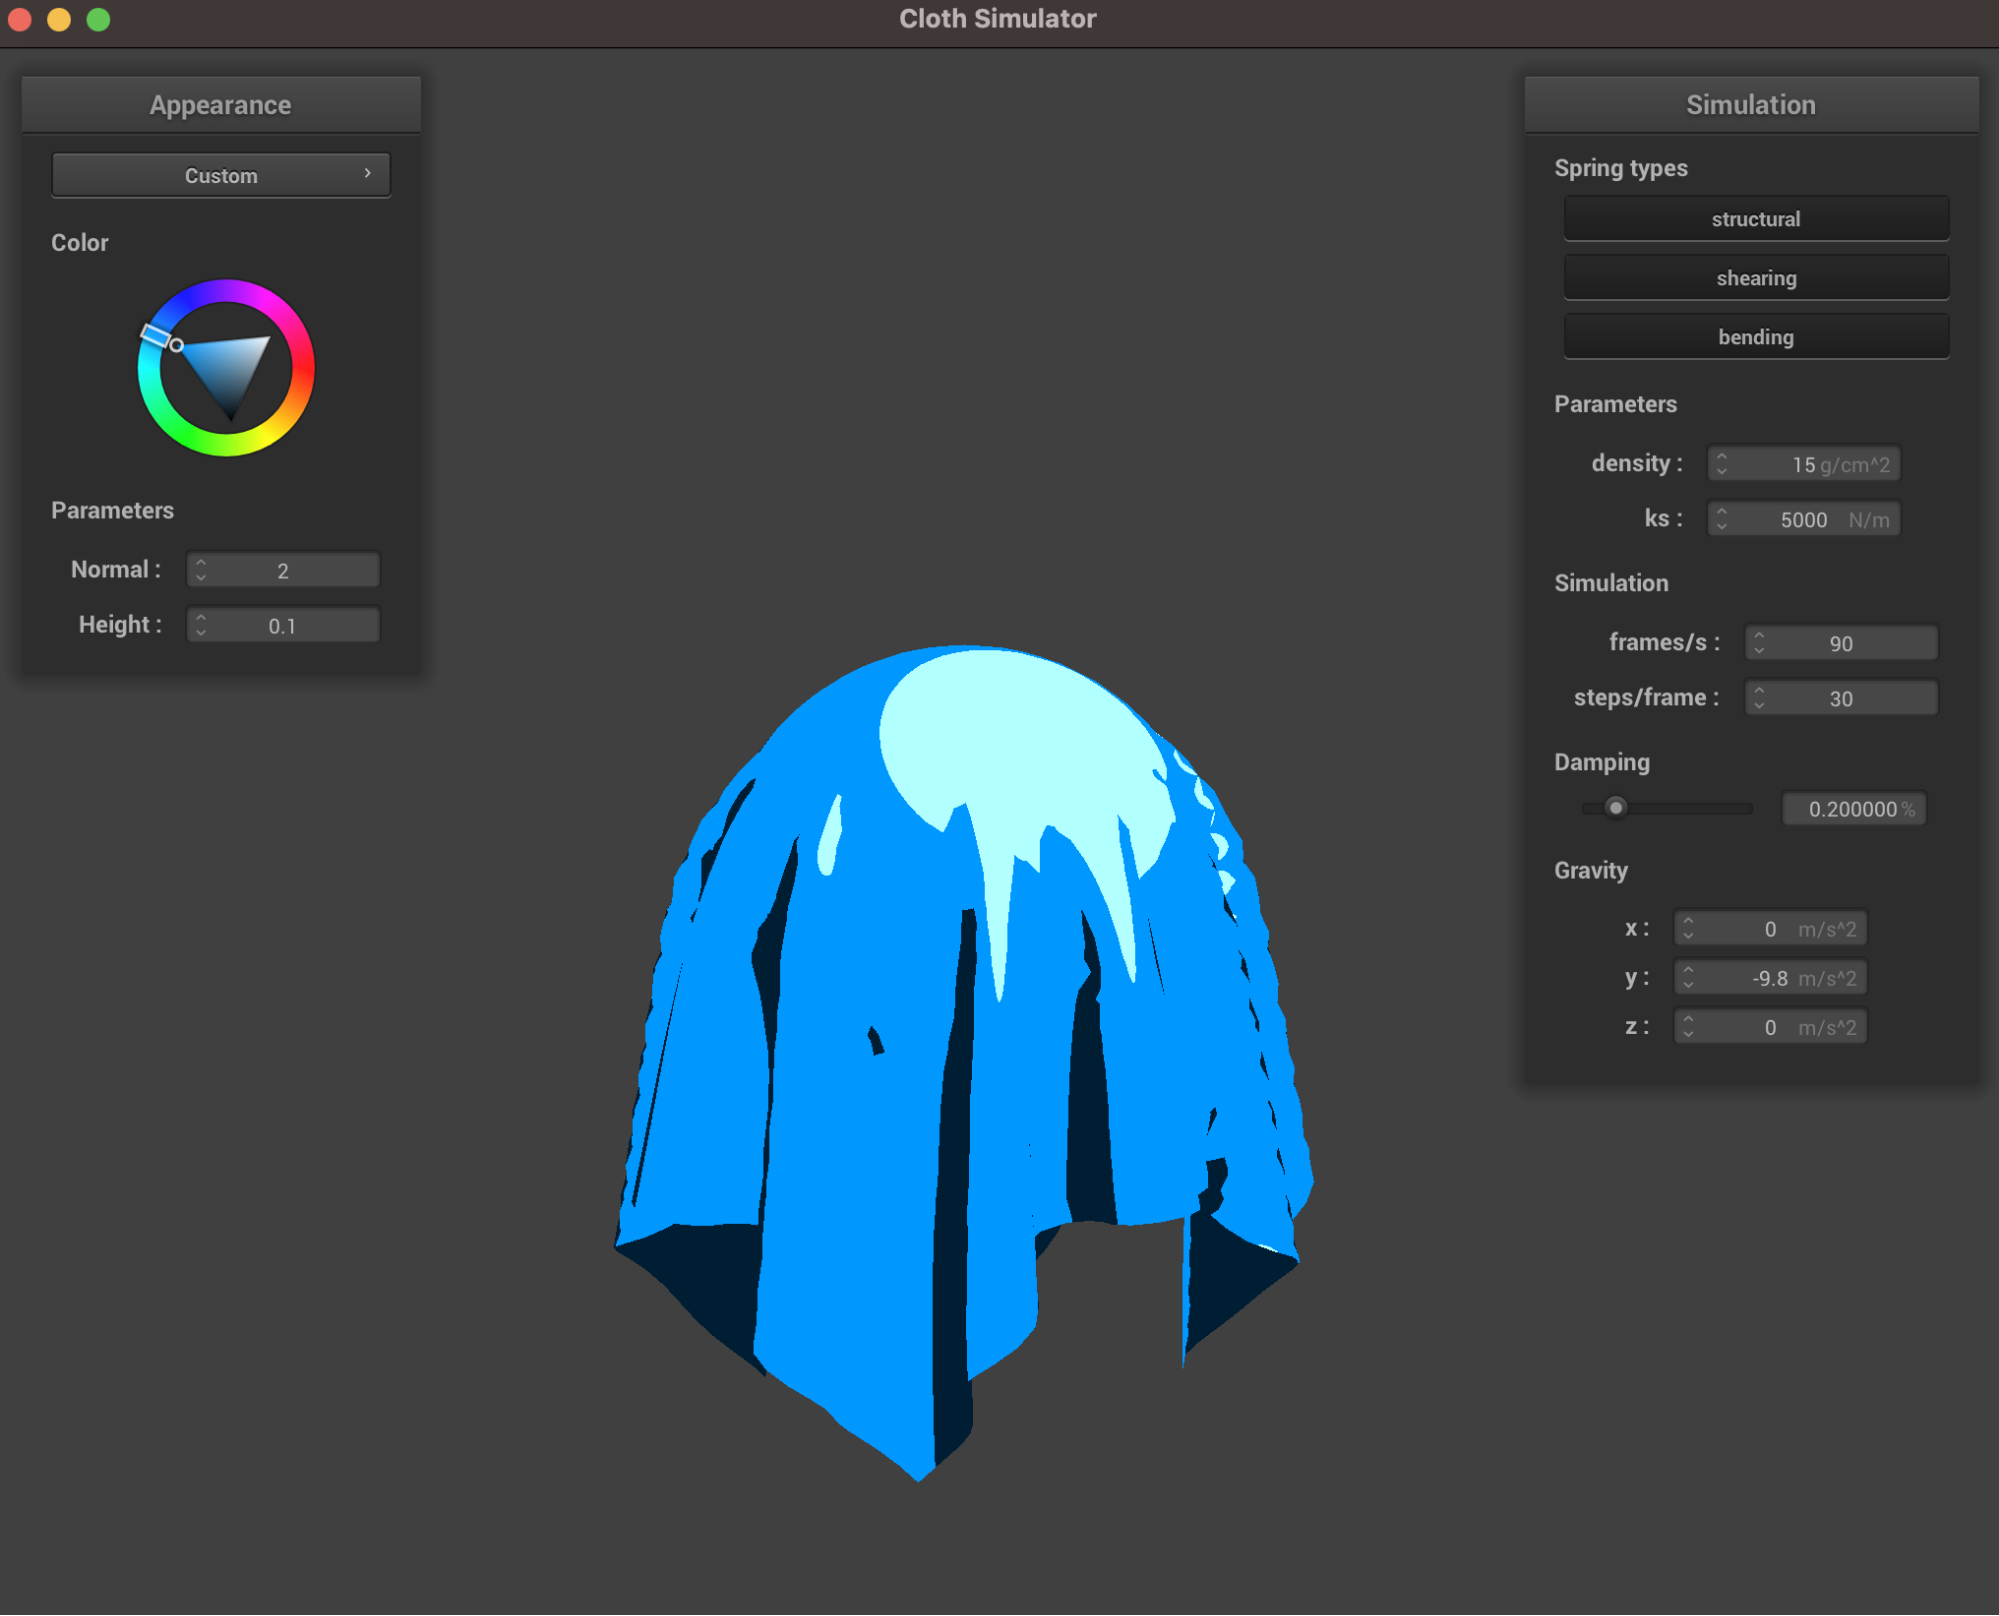 Cloth Simulator
Appearance
Custom
Color
Parameters
Normal : 2
Height : 0.1
Simulation
Spring types
structural
shearing
bending
Parameters
density : 15 g/cm^2
ks : 5000 N/m
Simulation
frames/s : 90
steps/frame : 30
Damping
0.200000 %
Gravity
x : 0 m/s^2
y : -9.8 m/s^2
z : 0 m/s^2